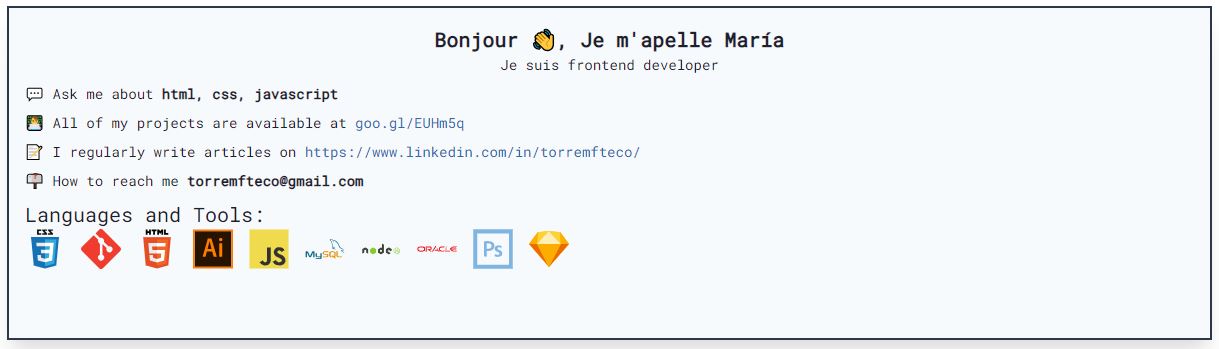 Bonjour 👋, Je m'apelle María
Je suis frontend developer
💬 Ask me about html, css, javascript
👨‍💻 All of my projects are available at goo.gl/EUHm5q
📝 I regularly write articles on https://www.linkedin.com/in/torremfteco/
📫 How to reach me torremfteco@gmail.com
Languages and Tools:
CSS 3 HTML 5 Ai JS MySQL node ORACLE Ps